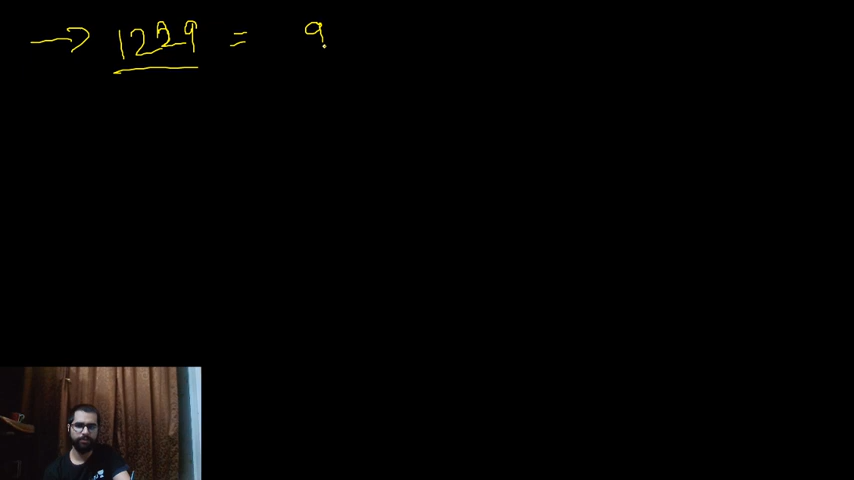 → 1229 = 9